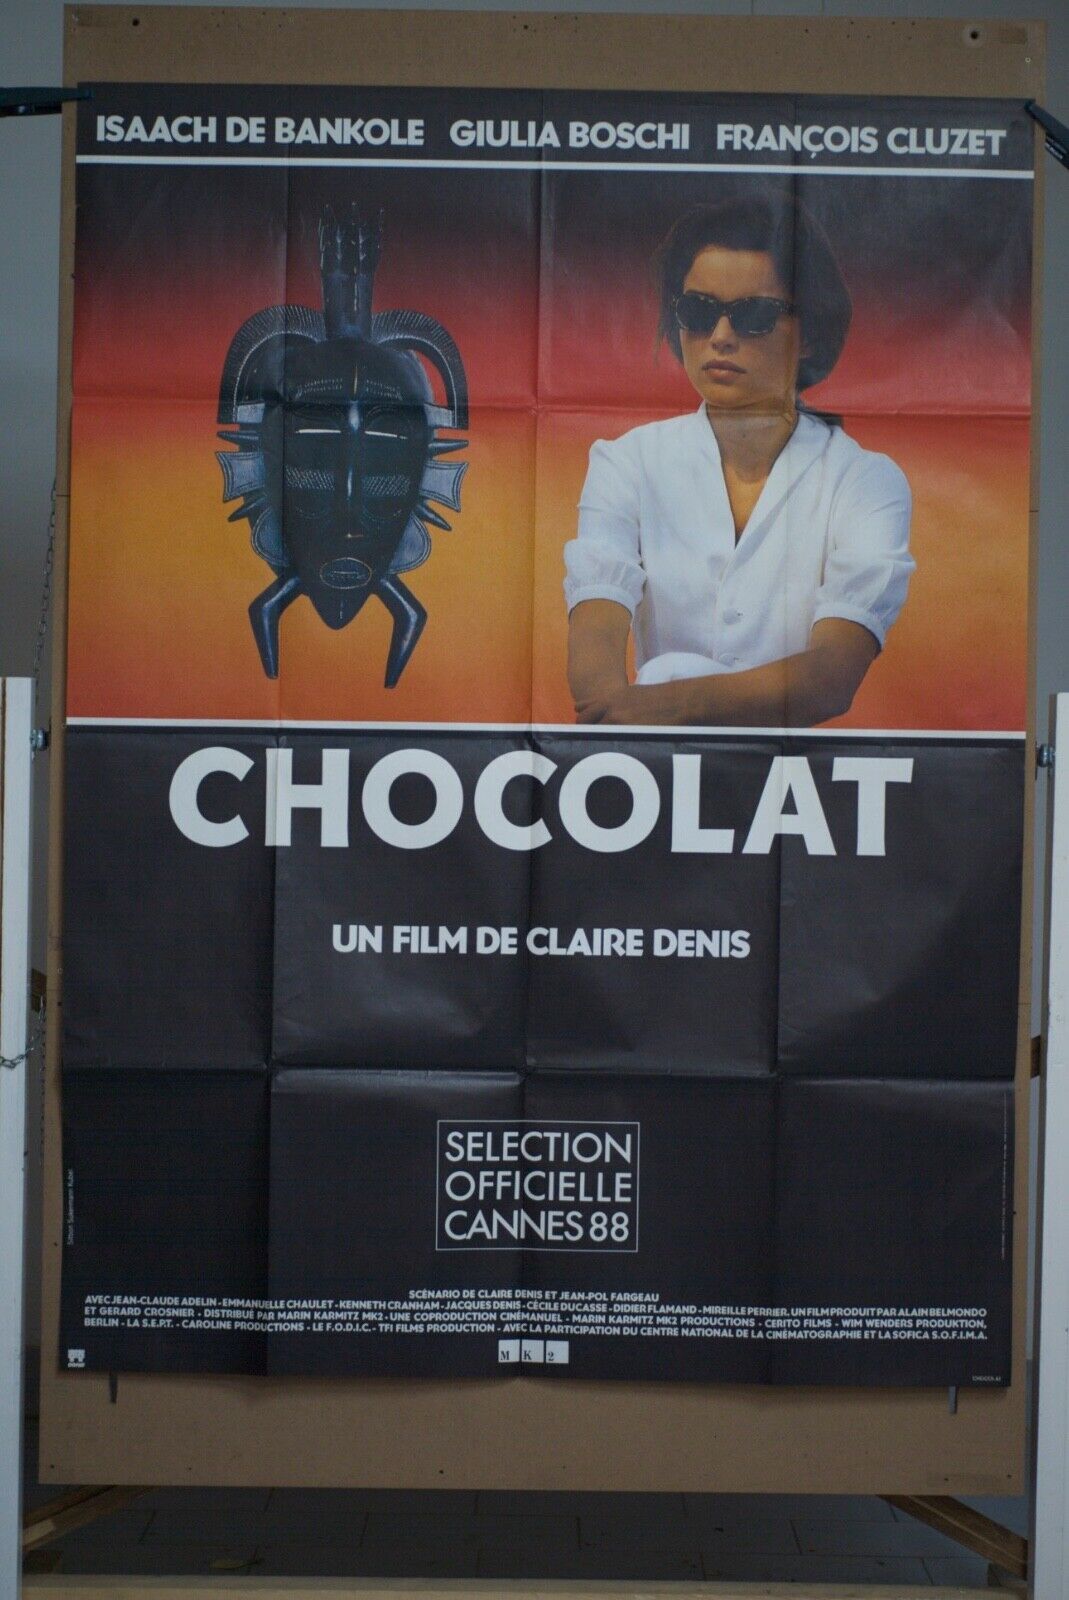 ISAACH DE BANKOLE GIULIA BOSCHI FRANÇOIS CLUZET
CHOCOLAT
UN FILM DE CLAIRE DENIS
SELECTION
OFFICIELLE
CANNES 88
SCÉNARIO DE CLAIRE DENIS ET JEAN-POL FARGEAU
AVEC JEAN-CLAUDE ADELIN - EMMANUELLE CHAULET - KENNETH CRANHAM - JACQUES DENIS - CÉCILE DUCASSE - DIDIER FLAMAND - MIREILLE PERRIER. UN FILM PRODUIT PAR ALAIN BELMONDO
ET GERARD CROSNIER - DISTRIBUÉ PAR MARIN KARMITZ MK2 - UNE COPRODUCTION CINÉMANUEL - MARIN KARMITZ MK2 PRODUCTIONS - CERITO FILMS - WIM WENDERS PRODUKTION,
BERLIN - LA S.E.P.T. - CAROLINE PRODUCTIONS - LE F.O.D.I.C. - TF1 FILMS PRODUCTION - AVEC LA PARTICIPATION DU CENTRE NATIONAL DE LA CINÉMATOGRAPHIE ET LA SOFICA S.O.F.I.M.A.
M K 2
CHOCOLAT